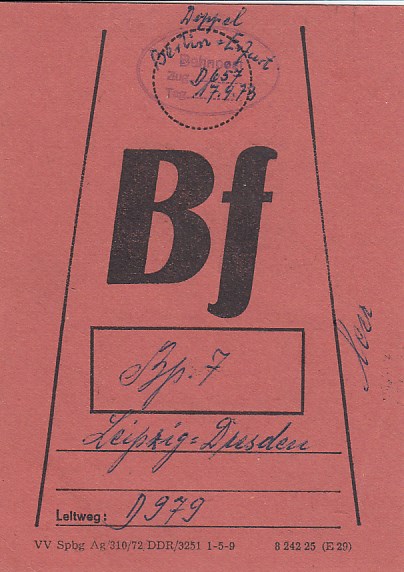 Doppel
Berlin=Erfurt
Bahnpost
Zug D 657
Tag 17.9.73
Bf
Bp. 7
Leipzig=Dresden
Leitweg: D 979
VV Spbg Ag/310/72 DDR/3251 1-5-9 8 242 25 (E 29)